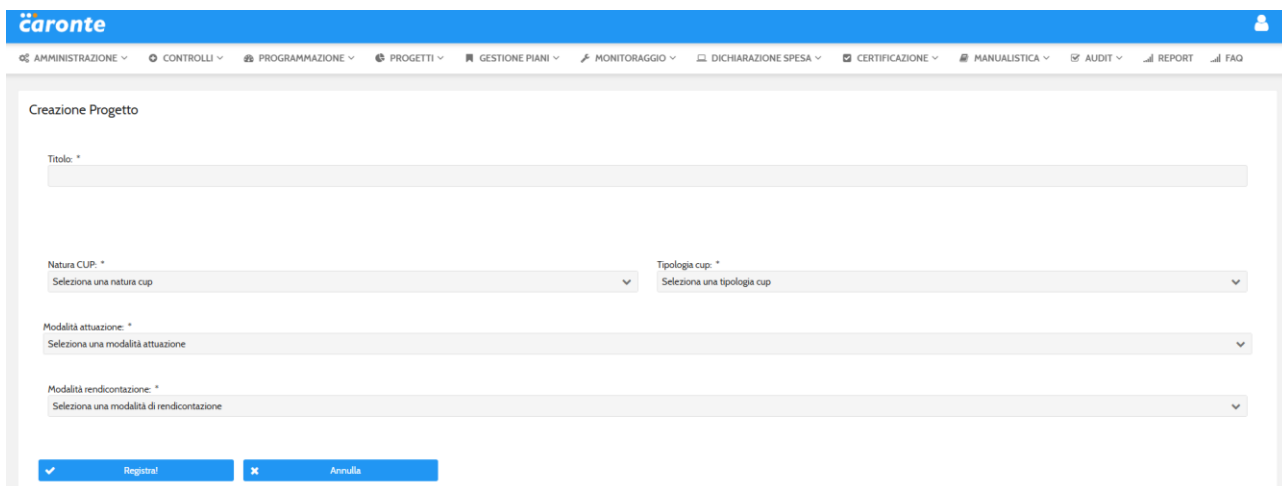 caronte
AMMINISTRAZIONE CONTROLLI PROGRAMMAZIONE PROGETTI GESTIONE PIANI MONITORAGGIO DICHIARAZIONE SPESA CERTIFICAZIONE MANUALISTICA AUDIT REPORT FAQ
Creazione Progetto
Titolo: *
Natura CUP: * Tipologia cup: *
Seleziona una natura cup Seleziona una tipologia cup
Modalità attuazione: *
Seleziona una modalità attuazione
Modalità rendicontazione: *
Seleziona una modalità di rendicontazione
Registra! Annulla